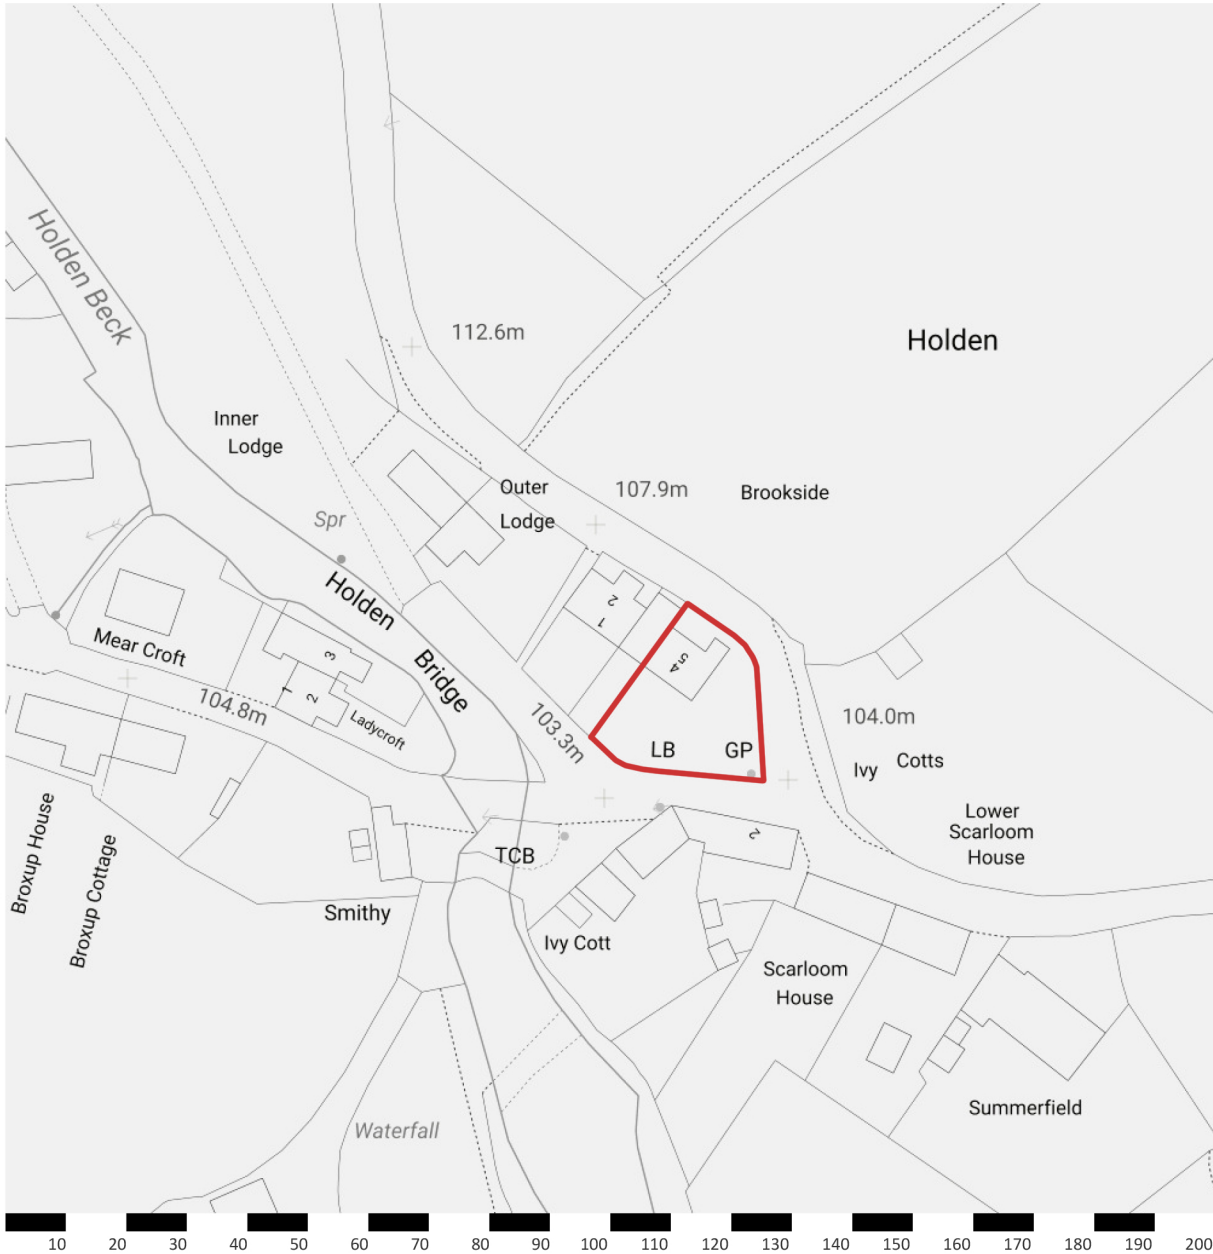 Holden Beck
112.6m
Holden
Inner
Lodge
Outer
Lodge
107.9m
Brookside
Spr
Holden
Bridge
2
1
5
4
Mear Croft
3
1
2
Ladycroft
104.8m
103.3m
LB
GP
104.0m
Ivy
Cotts
Lower
Scarloom
House
2
TCB
Broxup House
Broxup Cottage
Smithy
Ivy Cott
Scarloom
House
Summerfield
Waterfall
10 20 30 40 50 60 70 80 90 100 110 120 130 140 150 160 170 180 190 200